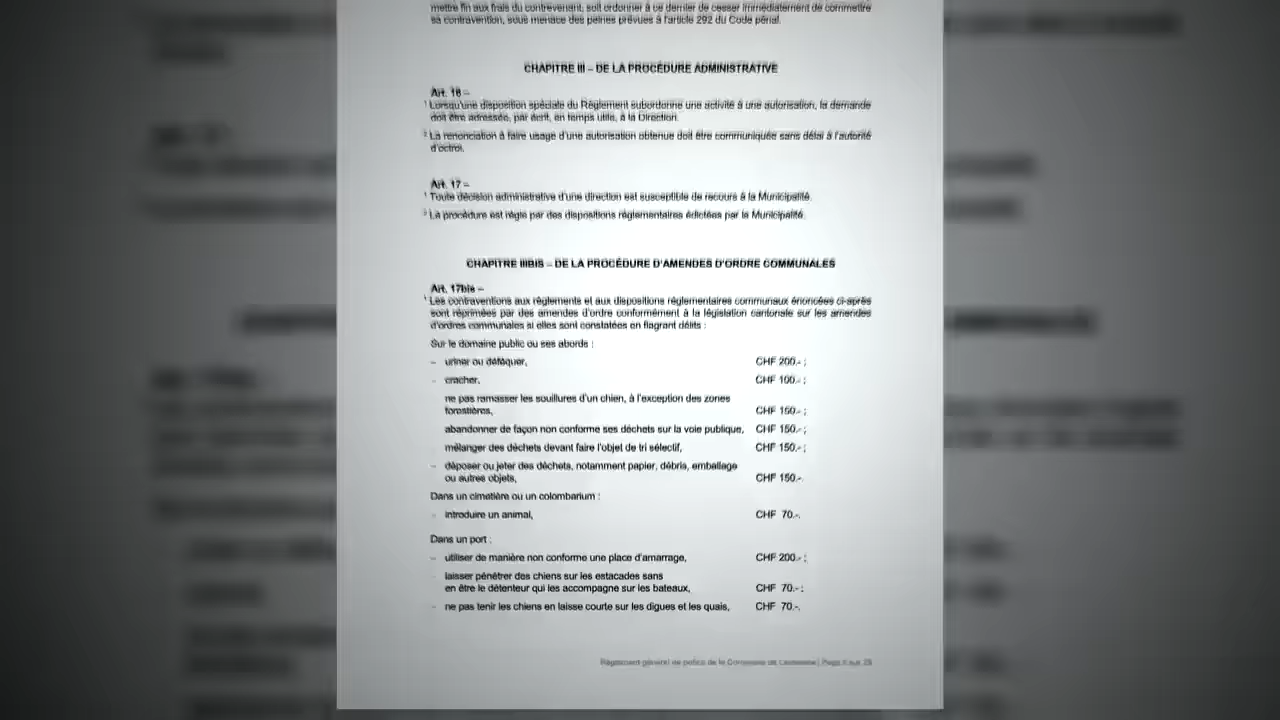 mettre fin aux frais du contrevenant, soit ordonner à ce dernier de cesser immédiatement de commettre
sa contravention, sous menace des peines prévues à l'article 292 du Code pénal.
CHAPITRE III – DE LA PROCÉDURE ADMINISTRATIVE
Art. 16 –
1 Lorsqu'une disposition spéciale du Règlement subordonne une activité à une autorisation, la demande
doit être adressée, par écrit, en temps utile, à la Direction.
2 La renonciation à faire usage d'une autorisation obtenue doit être communiquée sans délai à l'autorité
d'octroi.
Art. 17 –
1 Toute décision administrative d'une direction est susceptible de recours à la Municipalité.
2 La procédure est régie par des dispositions réglementaires édictées par la Municipalité.
CHAPITRE IIIBIS – DE LA PROCÉDURE D'AMENDES D'ORDRE COMMUNALES
Art. 17bis –
1 Les contraventions aux règlements et aux dispositions réglementaires communaux énoncées ci-après
sont réprimées par des amendes d'ordre conformément à la législation cantonale sur les amendes
d'ordres communales si elles sont constatées en flagrant délits :
Sur le domaine public ou ses abords :
– uriner ou déféquer, CHF 200.- ;
- cracher, CHF 100.- ;
ne pas ramasser les souillures d'un chien, à l'exception des zones
forestières, CHF 150.- ;
abandonner de façon non conforme ses déchets sur la voie publique, CHF 150.- ;
- mélanger des déchets devant faire l'objet de tri sélectif, CHF 150.- ;
– déposer ou jeter des déchets, notamment papier, débris, emballage
ou autres objets, CHF 150.-.
Dans un cimetière ou un colombarium :
- introduire un animal, CHF 70.-.
Dans un port :
– utiliser de manière non conforme une place d'amarrage, CHF 200.- ;
laisser pénétrer des chiens sur les estacades sans
en être le détenteur qui les accompagne sur les bateaux, CHF 70.- ;
- ne pas tenir les chiens en laisse courte sur les digues et les quais, CHF 70.-.
Règlement général de police de la Commune de Lausanne | Page sur 25